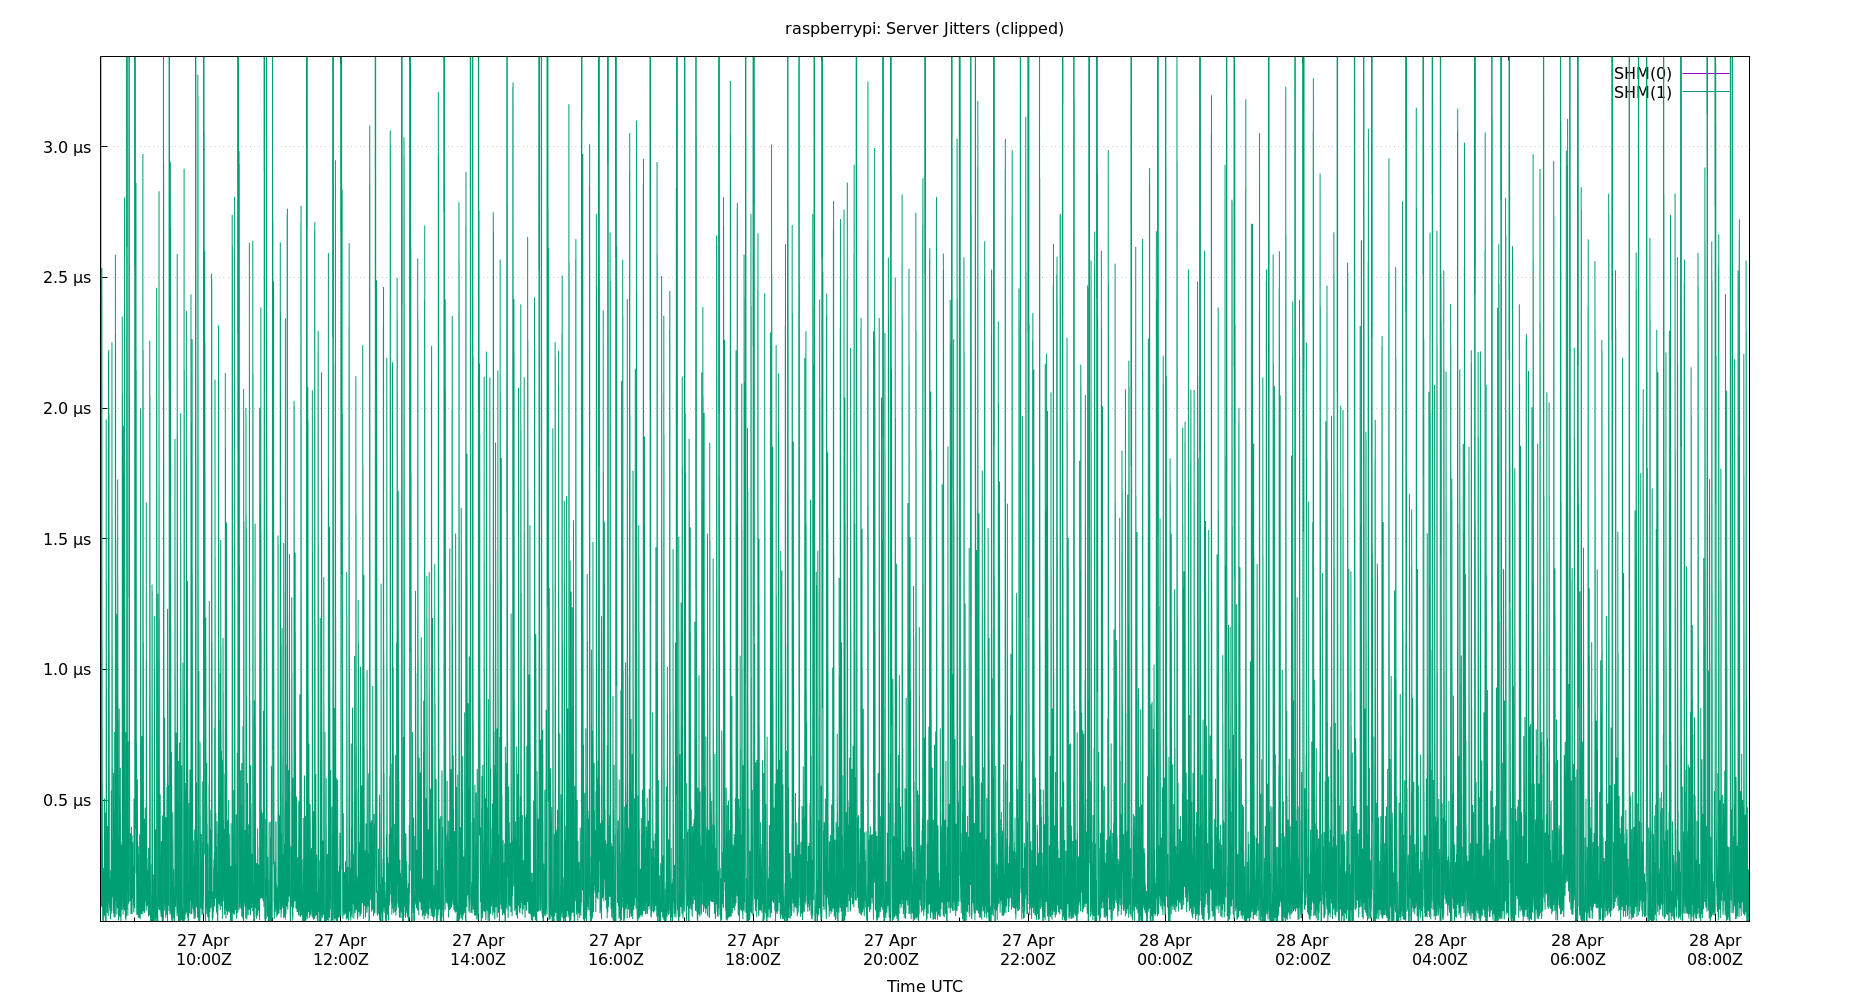 raspberrypi: Server Jitters (clipped)
SHM(0)
SHM(1)
3.0 µs
2.5 µs
2.0 µs
1.5 µs
1.0 µs
0.5 µs
27 Apr 27 Apr 27 Apr 27 Apr 27 Apr 27 Apr 27 Apr 28 Apr 28 Apr 28 Apr 28 Apr 28 Apr
10:00Z 12:00Z 14:00Z 16:00Z 18:00Z 20:00Z 22:00Z 00:00Z 02:00Z 04:00Z 06:00Z 08:00Z
Time UTC